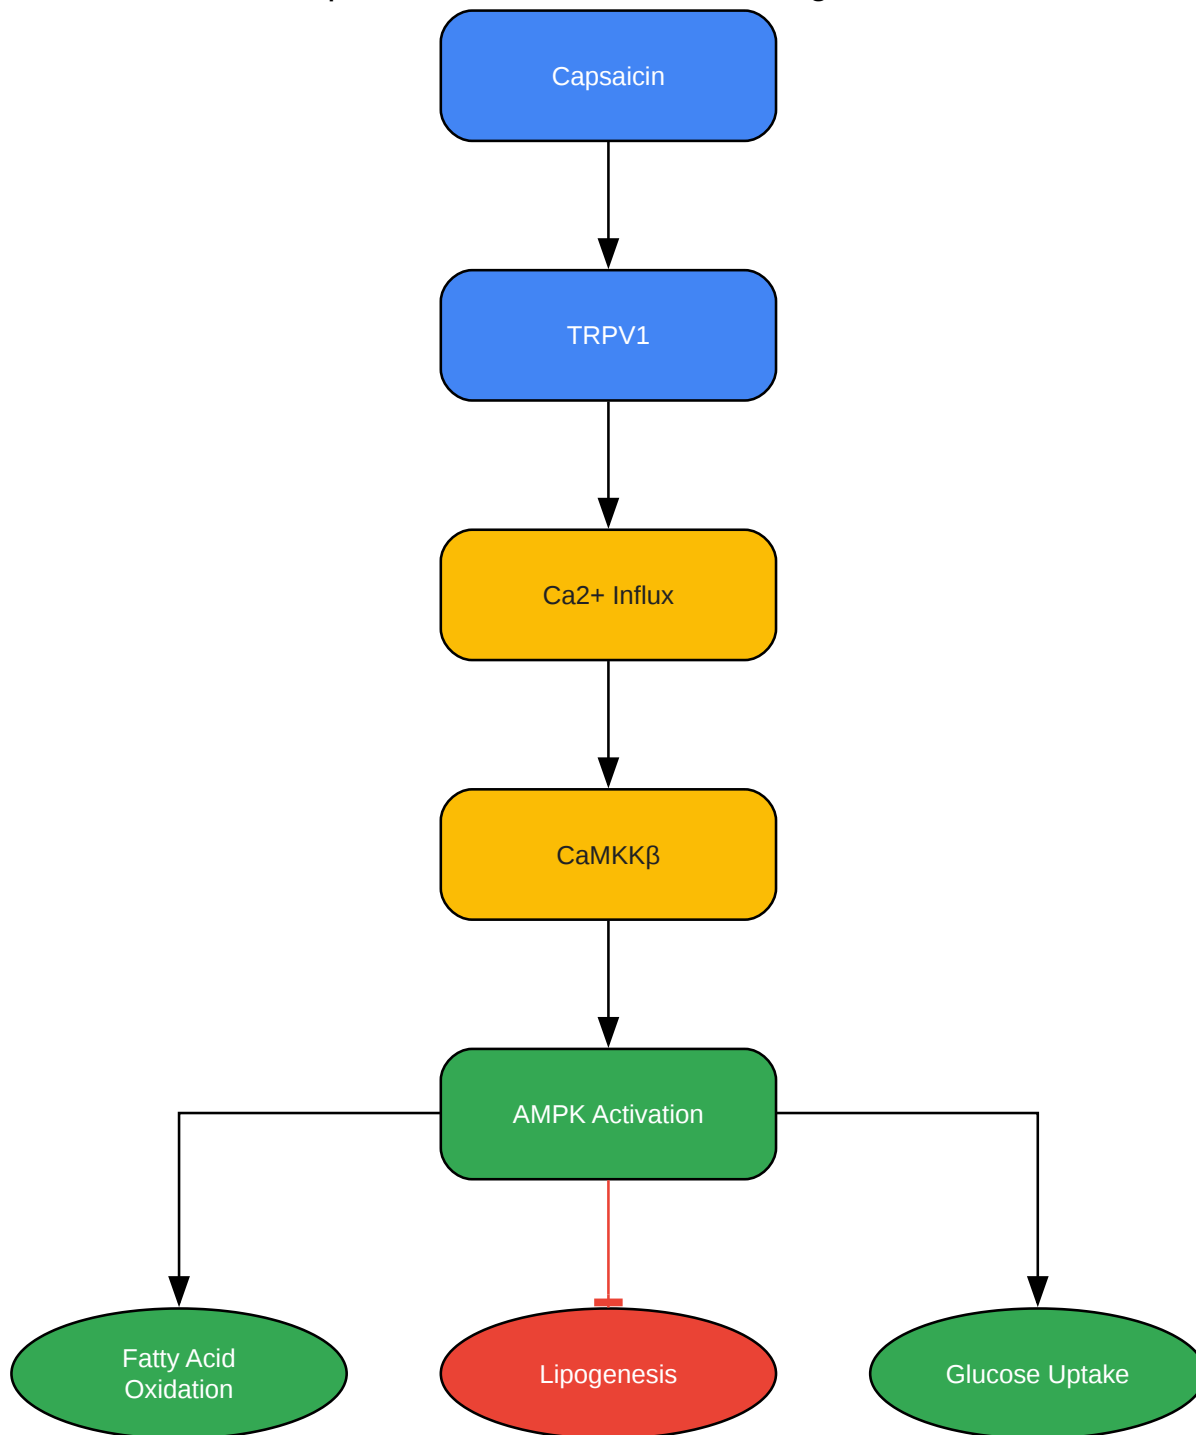 Capsaicin
TRPV1
Ca2+ Influx
CaMKKβ
AMPK Activation
Fatty Acid
Oxidation
Lipogenesis
Glucose Uptake